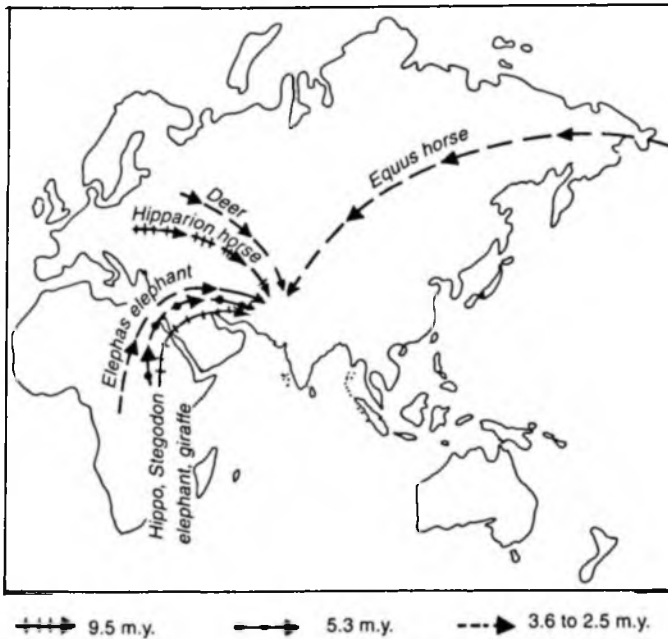 Equus horse
Deer
Hipparion horse
Elephas elephant
Hippo, Stegodon
elephant, giraffe
9.5 m.y.
5.3 m.y.
3.6 to 2.5 m.y.